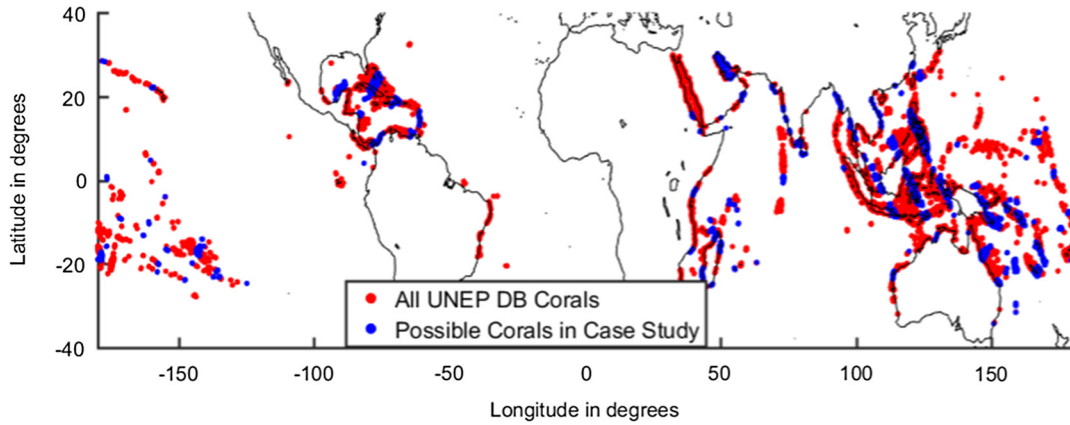 40
20
0
-20
-40
Latitude in degrees
All UNEP DB Corals
Possible Corals in Case Study
-150 -100 -50 0 50 100 150
Longitude in degrees